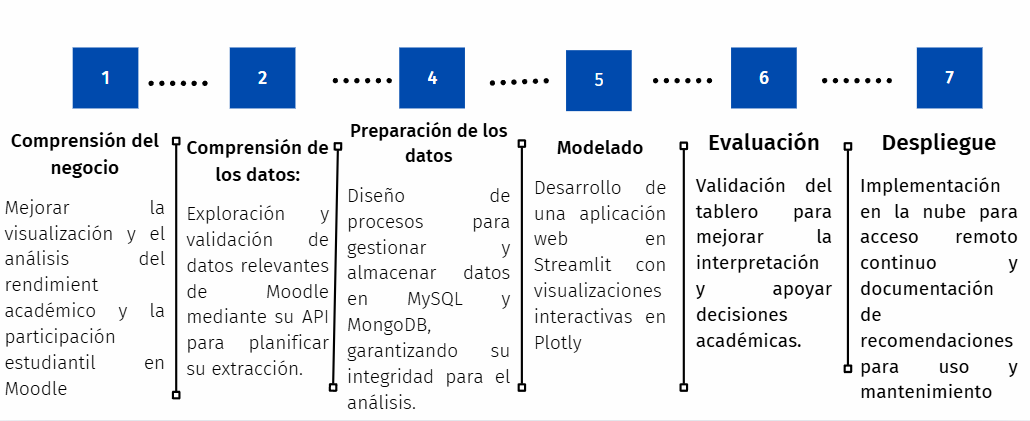 1
Comprensión del
negocio
Mejorar la
visualización y el
análisis del
rendimient
académico y la
participación
estudiantil en
Moodle
2
Comprensión de
los datos:
Exploración y
validación de
datos relevantes
de Moodle
mediante su API
para planificar
su extracción.
4
Preparación de los
datos
Diseño de
procesos para
gestionar y
almacenar datos
en MySQL y
MongoDB,
garantizando su
integridad para el
análisis.
5
Modelado
Desarrollo de
una aplicación
web en
Streamlit con
visualizaciones
interactivas en
Plotly
6
Evaluación
Validación del
tablero para
mejorar la
interpretación
y apoyar
decisiones
académicas.
7
Despliegue
Implementación
en la nube para
acceso remoto
continuo y
documentación
de
recomendaciones
para uso y
mantenimiento